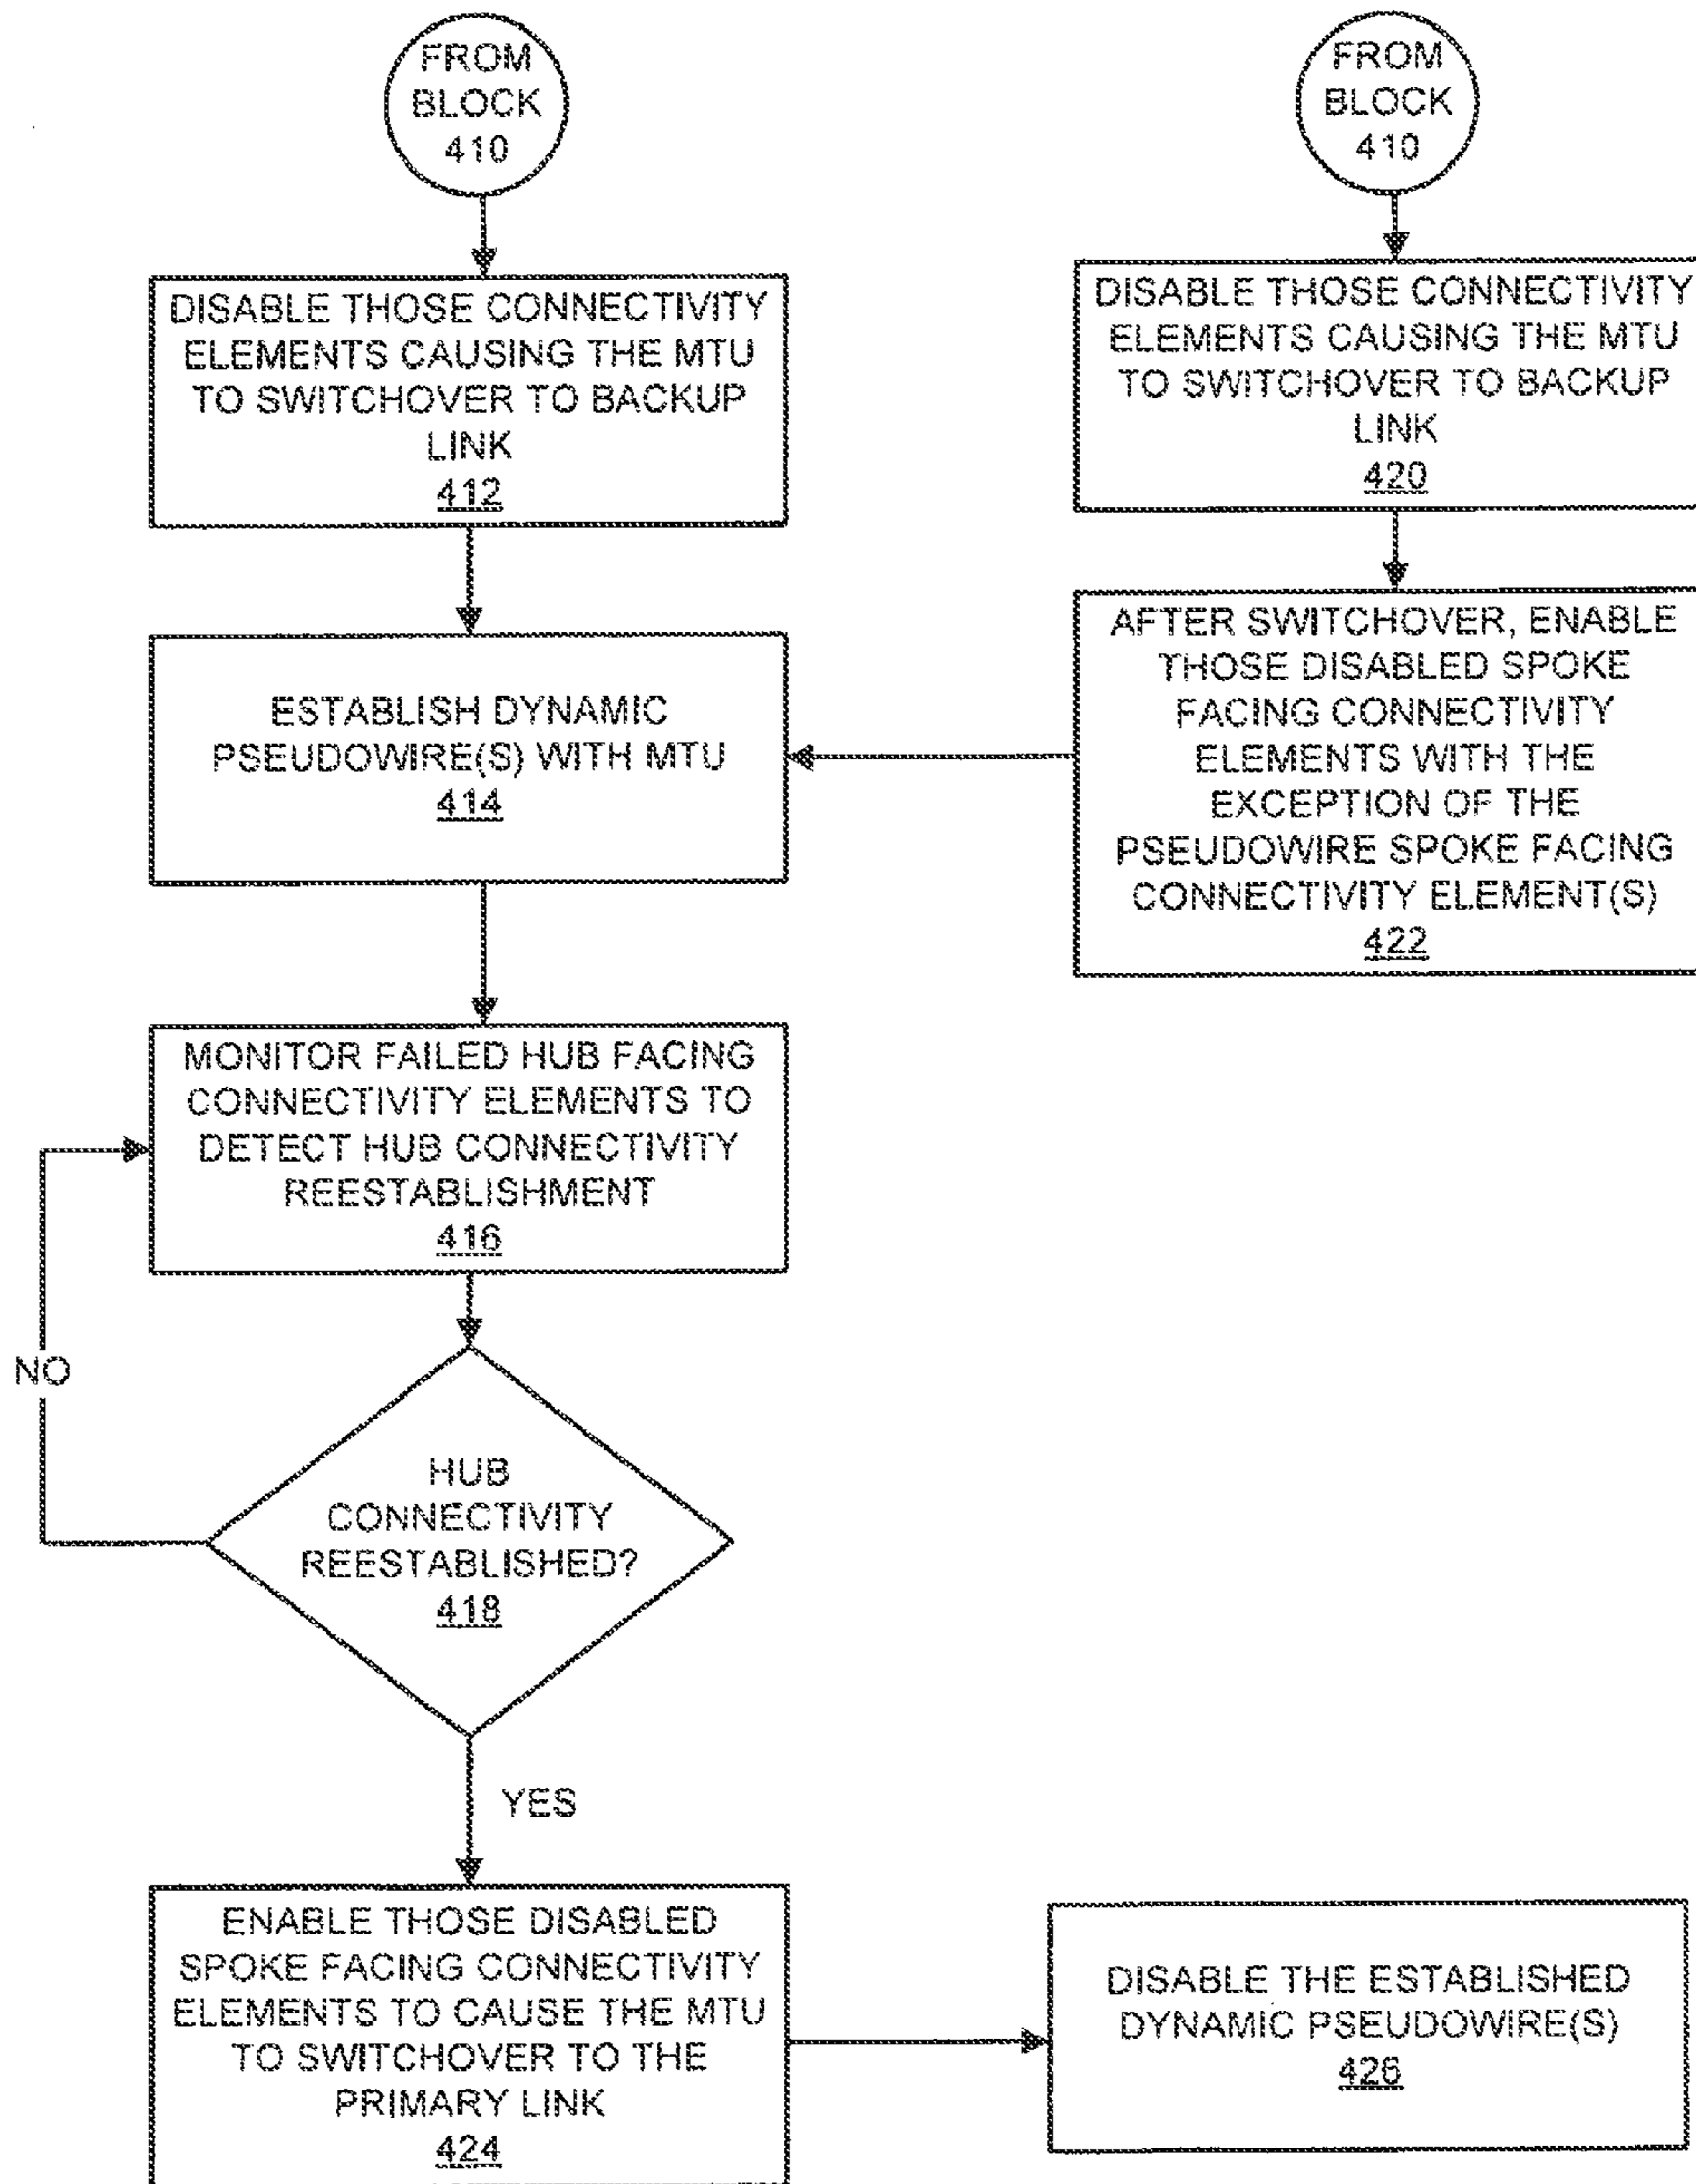 FROM
BLOCK
410
DISABLE THOSE CONNECTIVITY
ELEMENTS CAUSING THE MTU
TO SWITCHOVER TO BACKUP
LINK
412
ESTABLISH DYNAMIC
PSEUDOWIRE(S) WITH MTU
414
MONITOR FAILED HUB FACING
CONNECTIVITY ELEMENTS TO
DETECT HUB CONNECTIVITY
REESTABLISHMENT
416
NO
HUB
CONNECTIVITY
REESTABLISHED?
418
YES
ENABLE THOSE DISABLED
SPOKE FACING CONNECTIVITY
ELEMENTS TO CAUSE THE MTU
TO SWITCHOVER TO THE
PRIMARY LINK
424
FROM
BLOCK
410
DISABLE THOSE CONNECTIVITY
ELEMENTS CAUSING THE MTU
TO SWITCHOVER TO BACKUP
LINK
420
AFTER SWITCHOVER, ENABLE
THOSE DISABLED SPOKE
FACING CONNECTIVITY
ELEMENTS WITH THE
EXCEPTION OF THE
PSEUDOWIRE SPOKE FACING
CONNECTIVITY ELEMENT(S)
422
DISABLE THE ESTABLISHED
DYNAMIC PSEUDOWIRE(S)
426